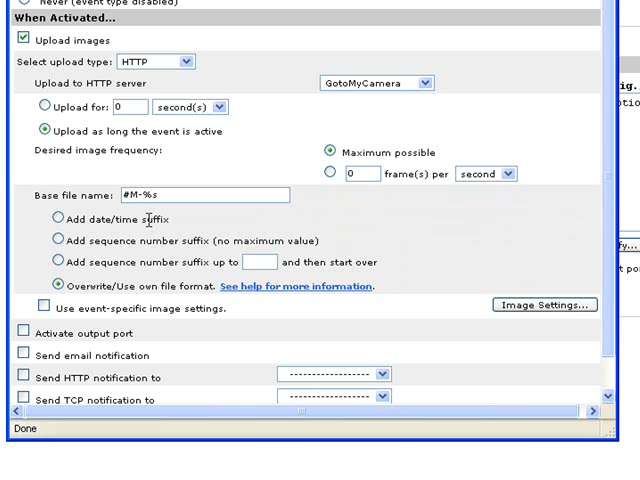 Never (event type disabled)
When Activated...
Upload images
Select upload type: HTTP
Upload to HTTP server GotoMyCamera
Upload for: 0 second(s)
Upload as long the event is active
Desired image frequency: Maximum possible
0 frame(s) per second
Base file name: #M-%s
Add date/time suffix
Add sequence number suffix (no maximum value)
Add sequence number suffix up to and then start over
Overwrite/Use own file format. See help for more information.
Use event-specific image settings. Image Settings...
Activate output port
Send email notification
Send HTTP notification to ------------------
Send TCP notification to ------------------
Done